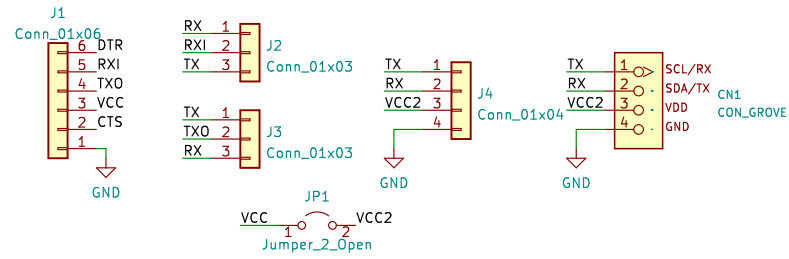 J1
Conn_01x06
6 DTR
5 RXI
4 TXO
3 VCC
2 CTS
1
GND
RX 1
RXI 2
TX 3
J2
Conn_01x03
TX 1
TXO 2
RX 3
J3
Conn_01x03
TX 1
RX 2
VCC2 3
4
GND
J4
Conn_01x04
TX 1 SCL/RX
RX 2 SDA/TX
VCC2 3 VDD
4 GND
GND
CN1
CON_GROVE
JP1
VCC 1 2 VCC2
Jumper_2_Open